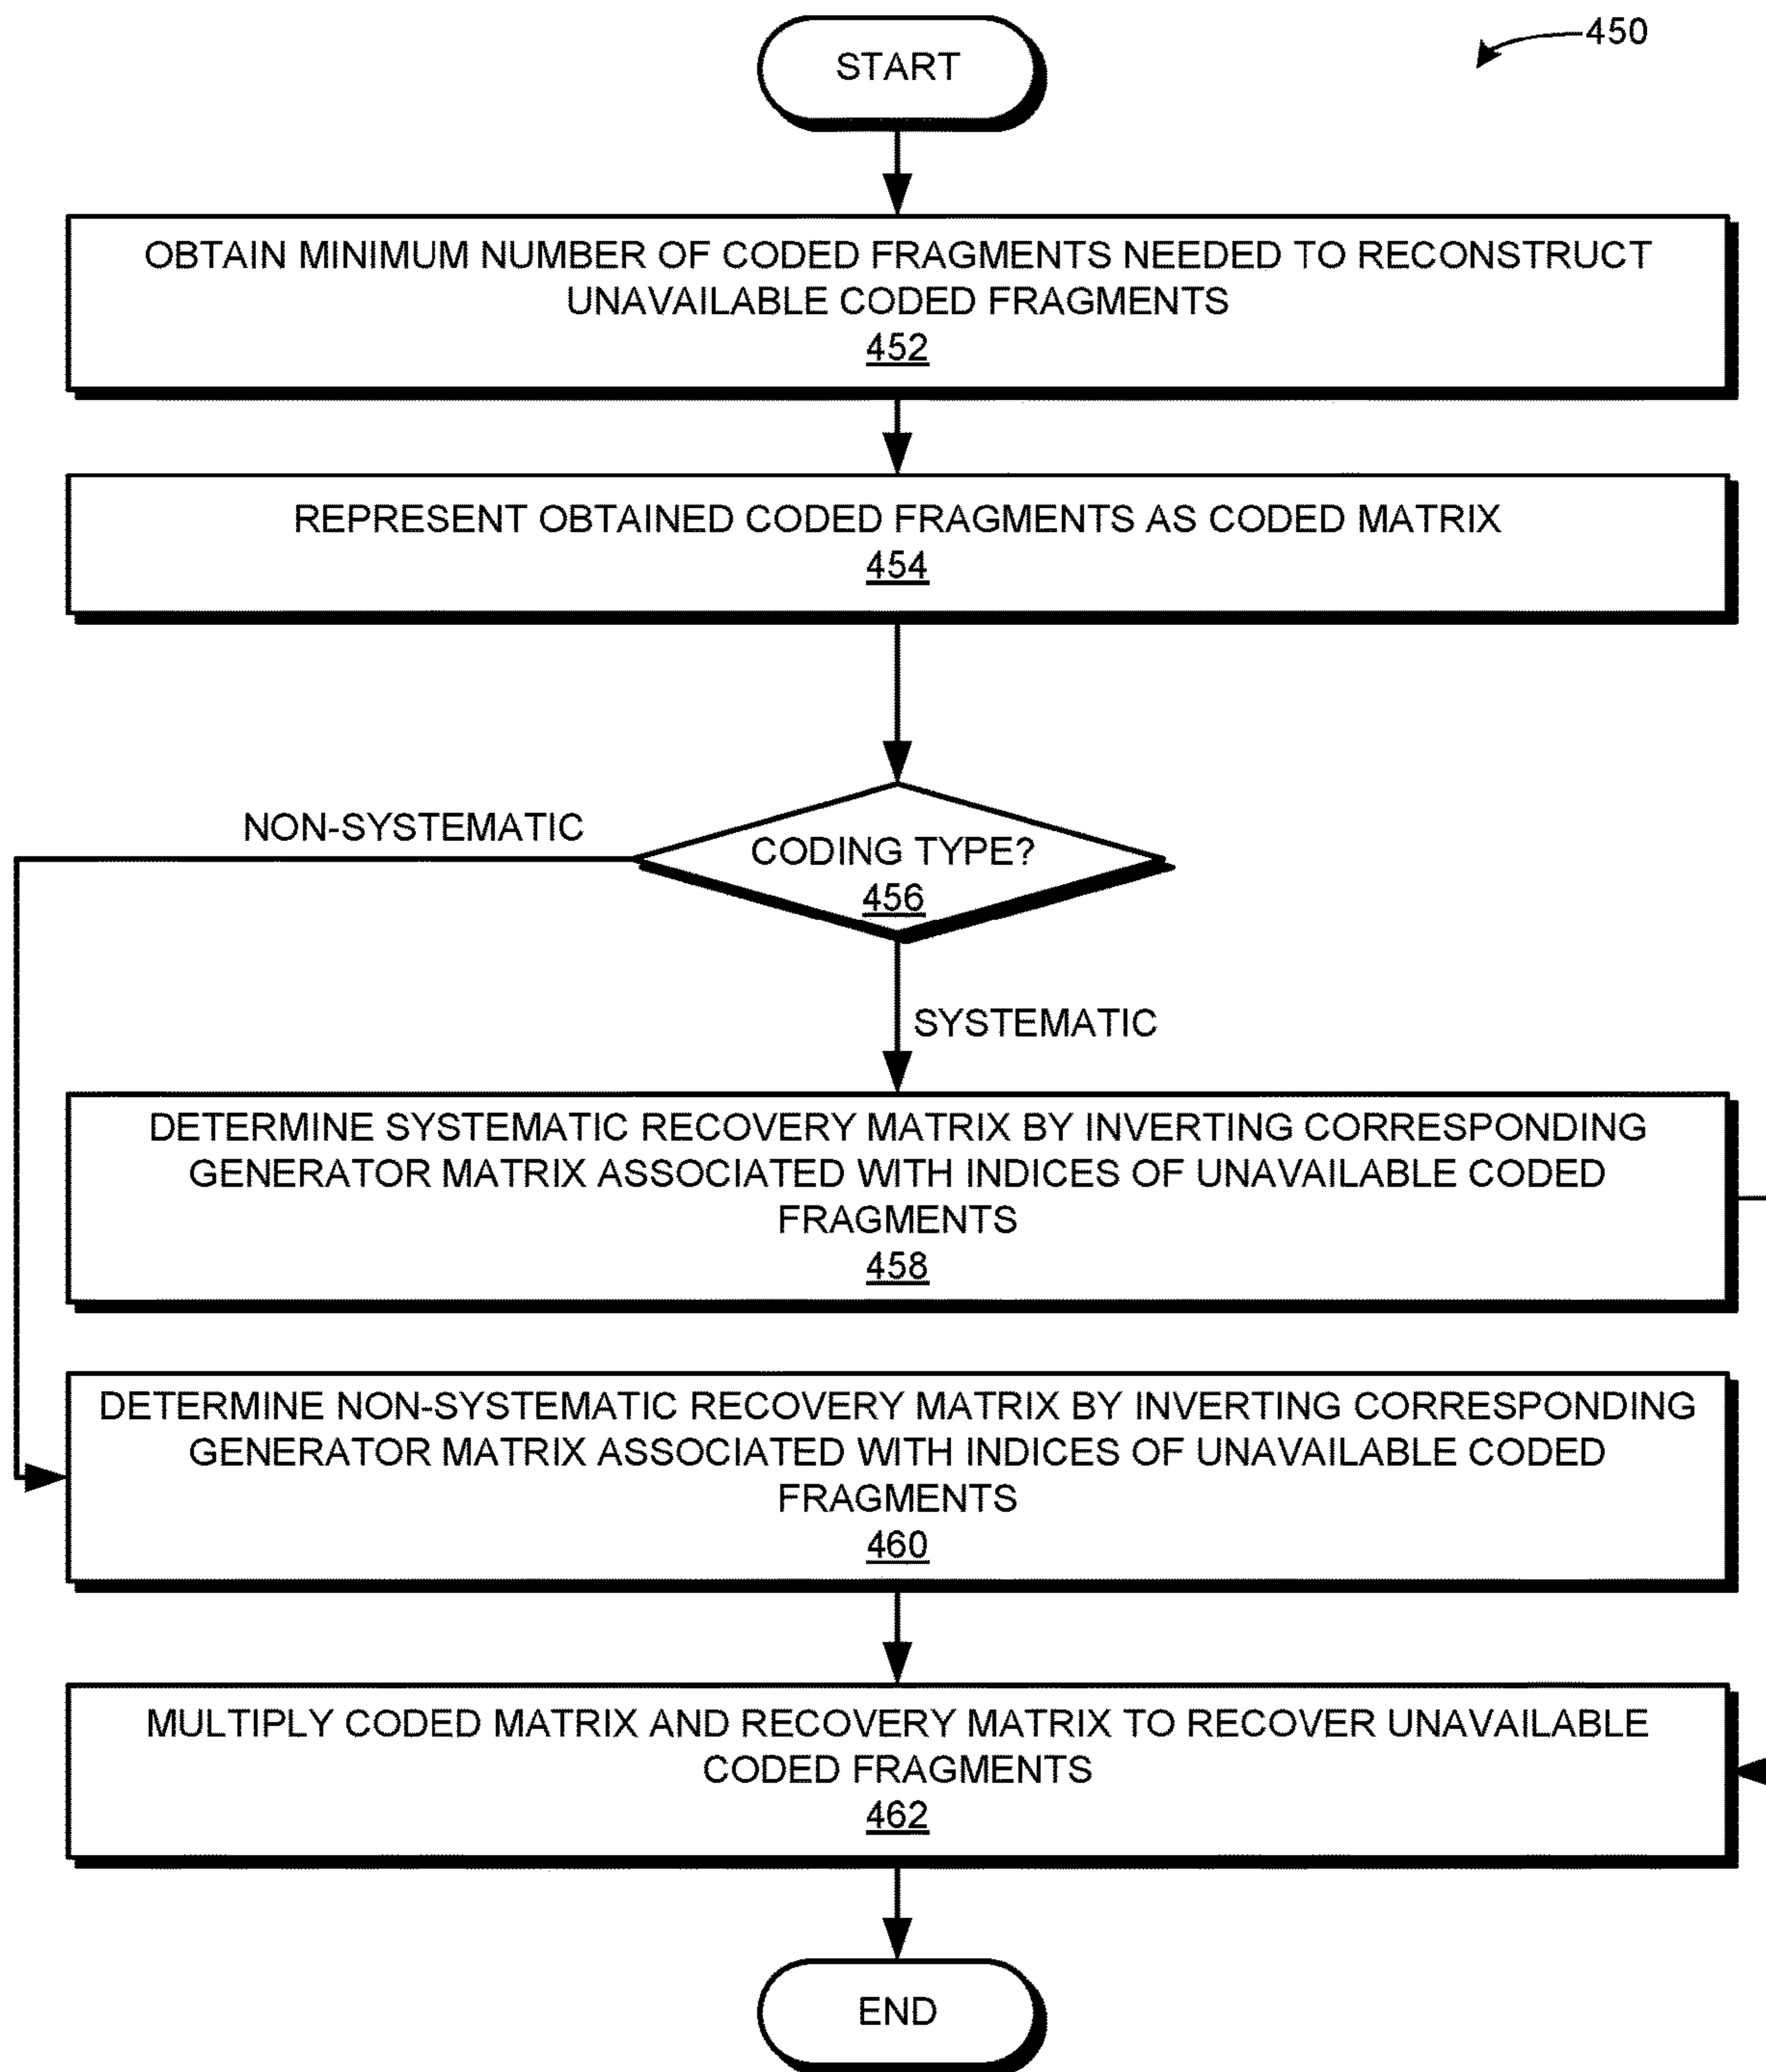 450
START
OBTAIN MINIMUM NUMBER OF CODED FRAGMENTS NEEDED TO RECONSTRUCT
UNAVAILABLE CODED FRAGMENTS
452
REPRESENT OBTAINED CODED FRAGMENTS AS CODED MATRIX
454
NON-SYSTEMATIC
CODING TYPE?
456
SYSTEMATIC
DETERMINE SYSTEMATIC RECOVERY MATRIX BY INVERTING CORRESPONDING
GENERATOR MATRIX ASSOCIATED WITH INDICES OF UNAVAILABLE CODED
FRAGMENTS
458
DETERMINE NON-SYSTEMATIC RECOVERY MATRIX BY INVERTING CORRESPONDING
GENERATOR MATRIX ASSOCIATED WITH INDICES OF UNAVAILABLE CODED
FRAGMENTS
460
MULTIPLY CODED MATRIX AND RECOVERY MATRIX TO RECOVER UNAVAILABLE
CODED FRAGMENTS
462
END